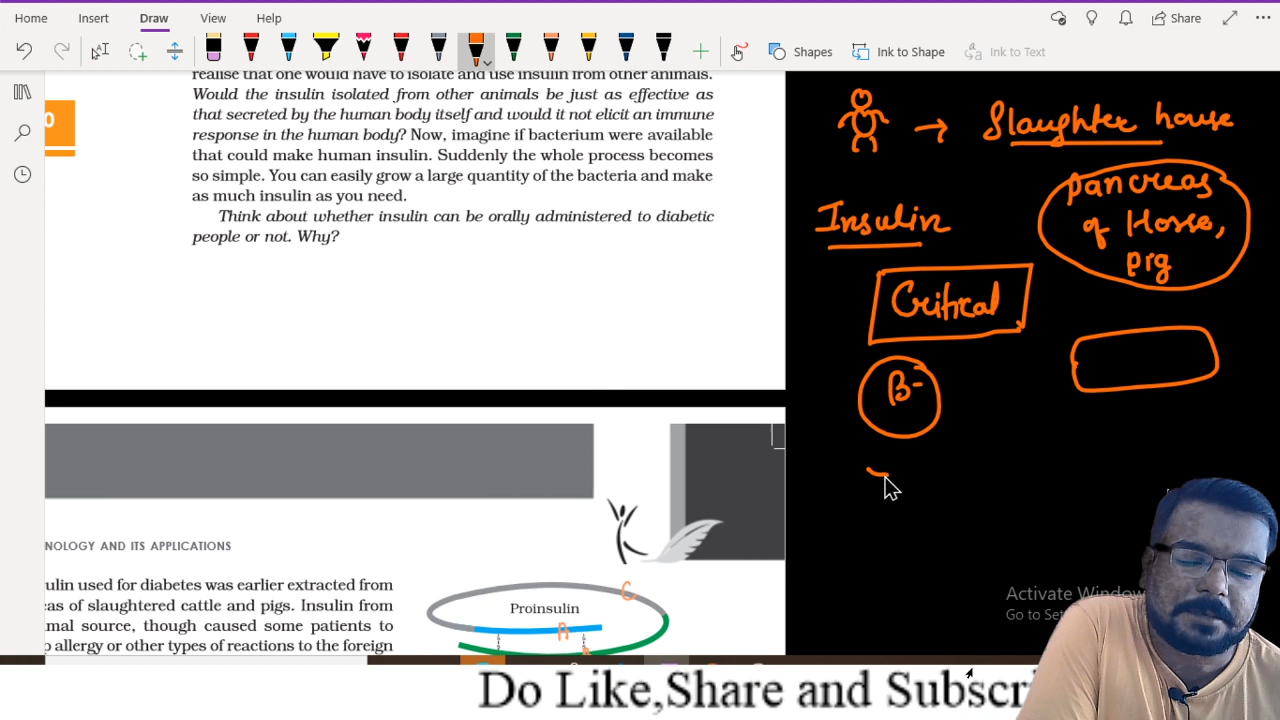 Home Insert Draw View Help Share
Shapes Ink to Shape Ink to Text
realise that one would have to isolate and use insulin from other animals.
Would the insulin isolated from other animals be just as effective as
that secreted by the human body itself and would it not elicit an immune
response in the human body? Now, imagine if bacterium were available
that could make human insulin. Suddenly the whole process becomes
so simple. You can easily grow a large quantity of the bacteria and make
as much insulin as you need.
Think about whether insulin can be orally administered to diabetic
people or not. Why?
0
Slaughter house
Pancreas
of Horse,
pig
Insulin
Critical
B-
NOLOGY AND ITS APPLICATIONS
ulin used for diabetes was earlier extracted from
eas of slaughtered cattle and pigs. Insulin from
mal source, though caused some patients to
p allergy or other types of reactions to the foreign
C
Proinsulin
A
Activate Window
Go to Set
Do Like,Share and Subscri